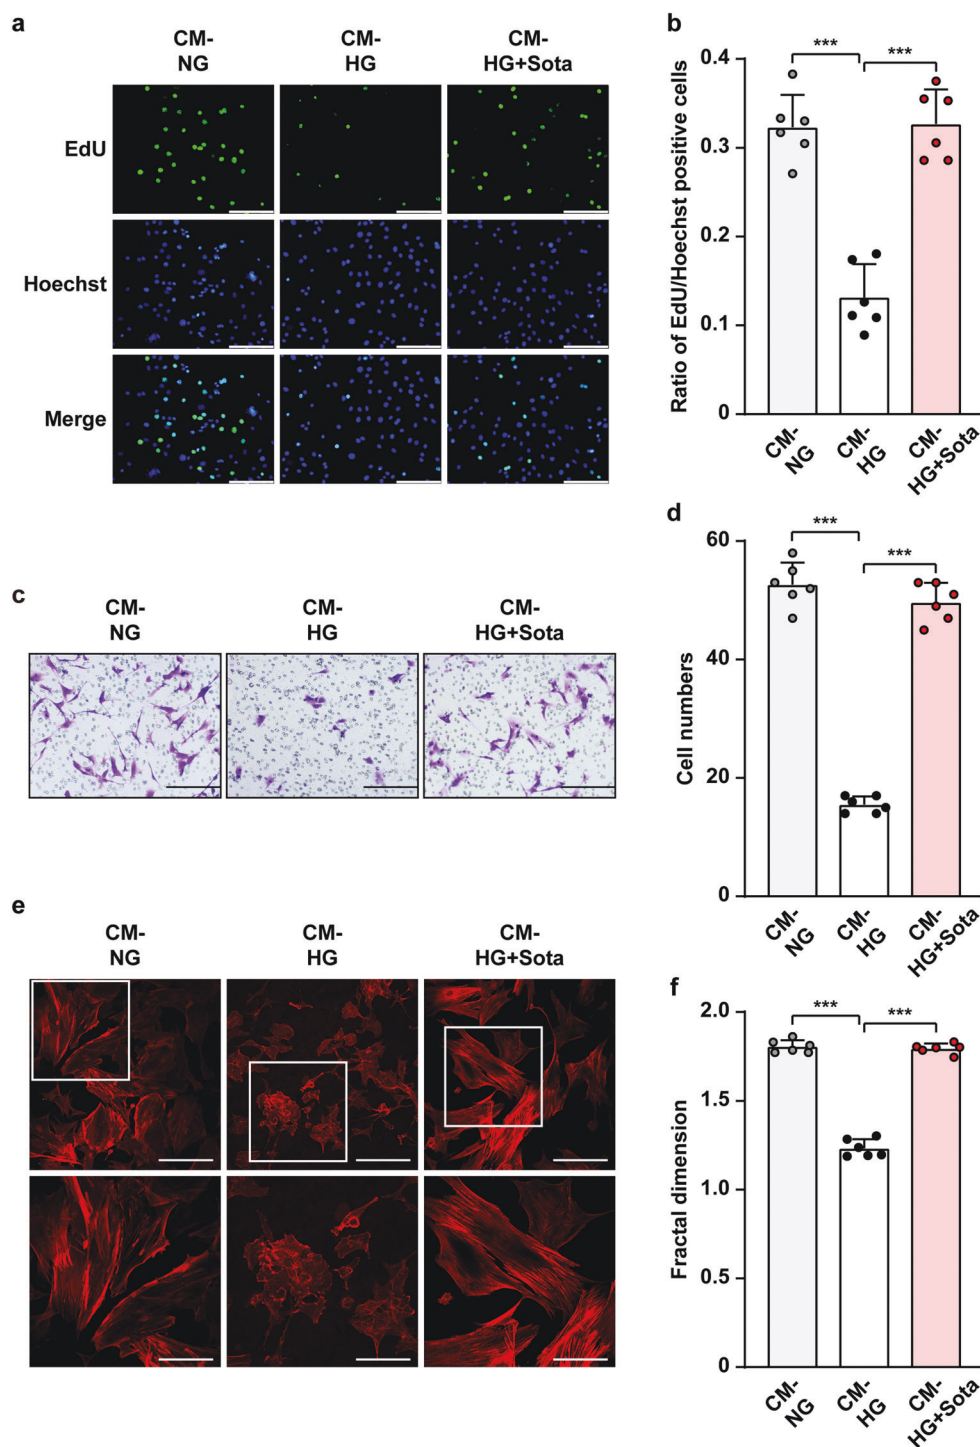 a
CM-
NG
CM-
HG
CM-
HG+Sota
EdU
Hoechst
Merge
b
Ratio of EdU/Hoechst positive cells
0.4
0.3
0.2
0.1
0
***
***
CM-
NG
CM-
HG
CM-
HG+Sota
c
CM-
NG
CM-
HG
CM-
HG+Sota
d
Cell numbers
60
40
20
0
***
***
CM-
NG
CM-
HG
CM-
HG+Sota
e
CM-
NG
CM-
HG
CM-
HG+Sota
f
Fractal dimension
2.0
1.5
1.0
0.5
0
***
***
CM-
NG
CM-
HG
CM-
HG+Sota